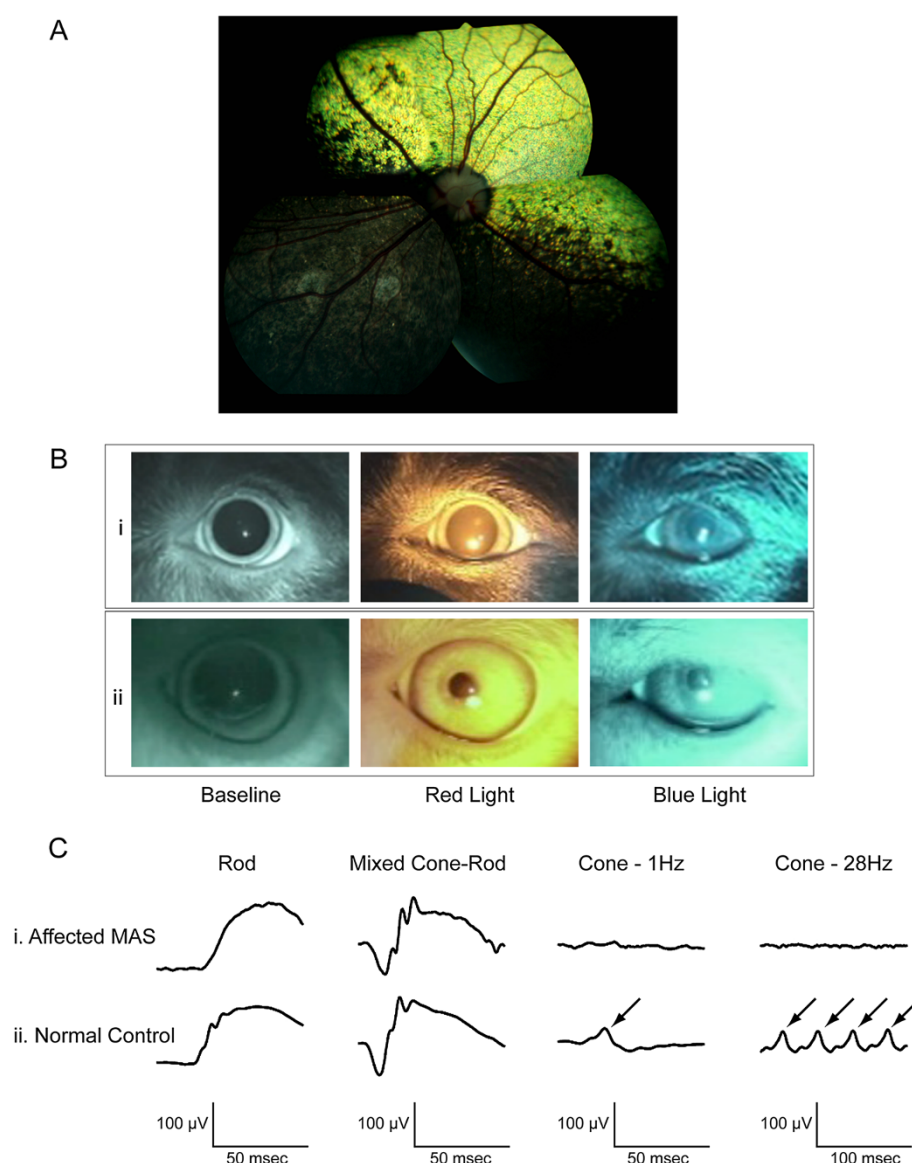 A
B
i
ii
Baseline Red Light Blue Light
C
Rod Mixed Cone-Rod Cone - 1Hz Cone - 28Hz
i. Affected MAS
ii. Normal Control
100 µV 100 µV 100 µV 100 µV
50 msec 50 msec 50 msec 100 msec